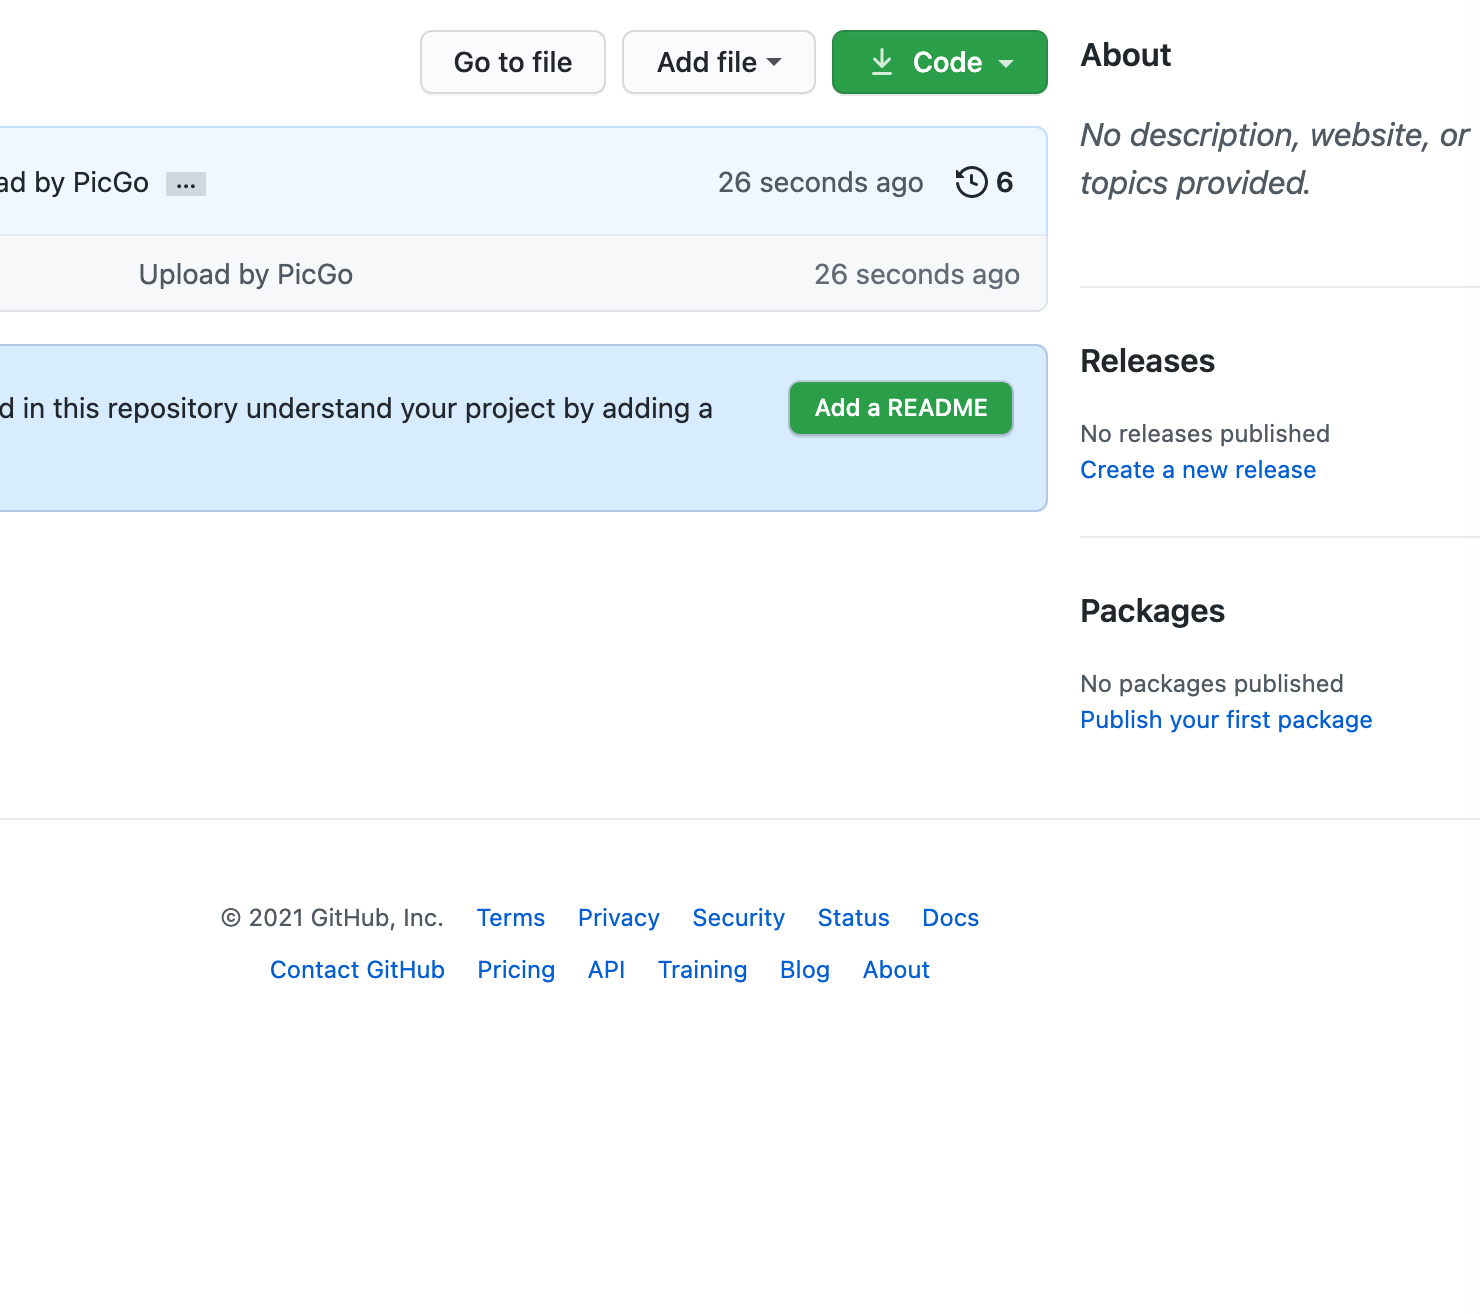 Go to file Add file Code
ad by PicGo ... 26 seconds ago 6
Upload by PicGo 26 seconds ago
d in this repository understand your project by adding a Add a README
About
No description, website, or
topics provided.
Releases
No releases published
Create a new release
Packages
No packages published
Publish your first package
© 2021 GitHub, Inc. Terms Privacy Security Status Docs
Contact GitHub Pricing API Training Blog About